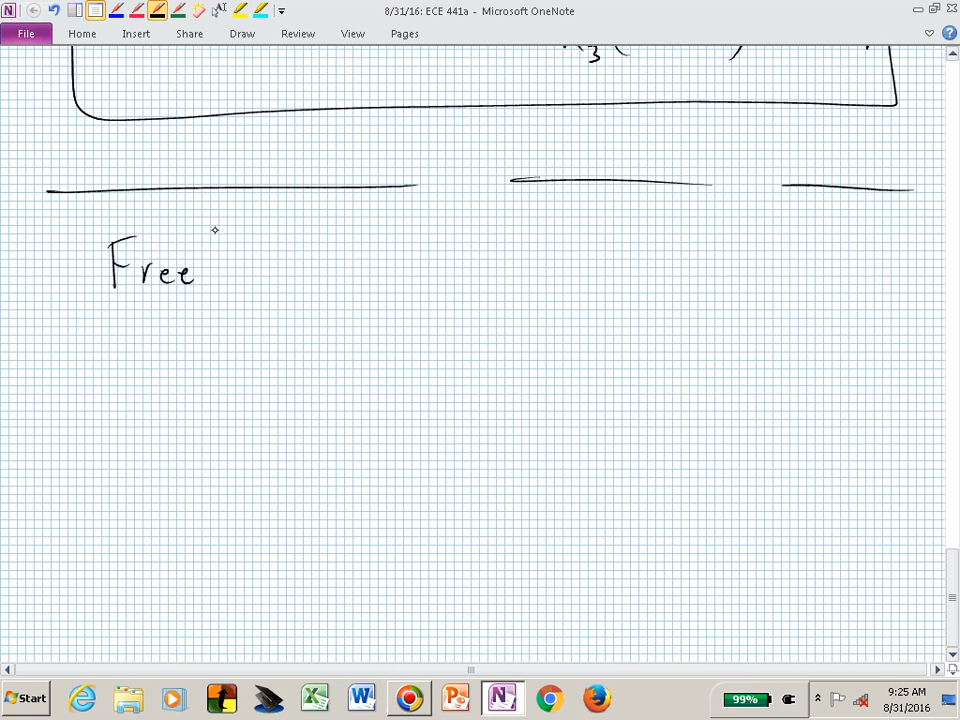 8/31/16: ECE 441a - Microsoft OneNote
File Home Insert Share Draw Review View Pages
3 (     )
Free
Start
99%
9:25 AM
8/31/2016